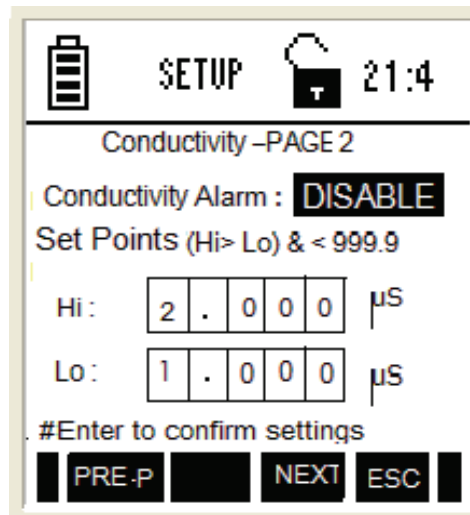 SETUP 21:4
Conductivity –PAGE 2
Conductivity Alarm : DISABLE
Set Points (Hi> Lo) & < 999.9
Hi : 2 . 0 0 0 µS
Lo : 1 . 0 0 0 µS
. #Enter to confirm settings
PRE-P NEXT ESC